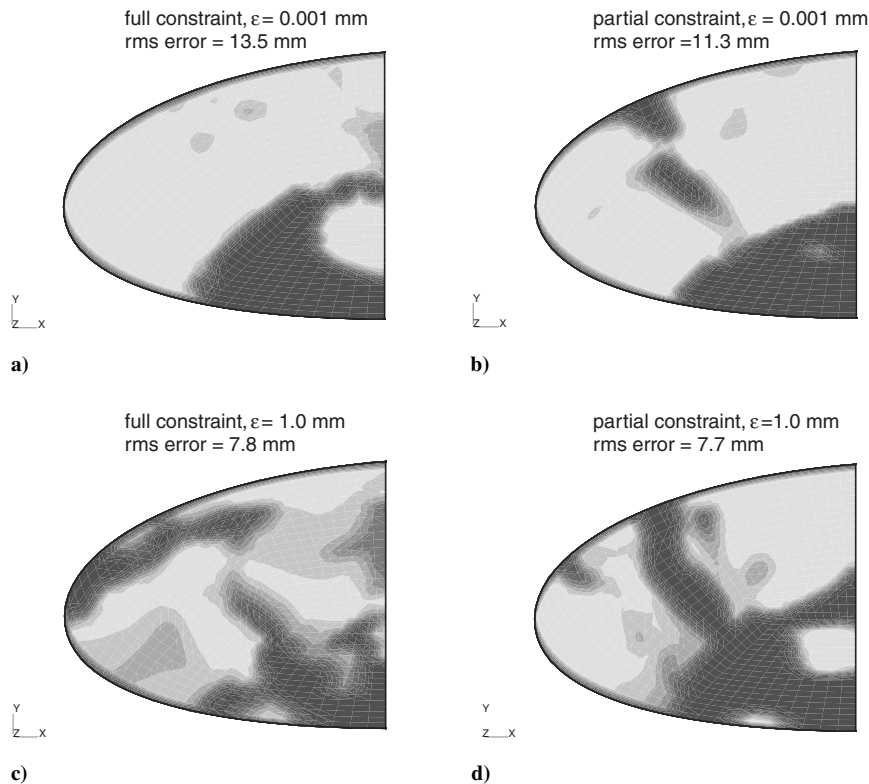 full constraint, ε= 0.001 mm
rms error = 13.5 mm
partial constraint, ε = 0.001 mm
rms error =11.3 mm
Y
Z X
a)
Y
Z X
b)
full constraint, ε= 1.0 mm
rms error = 7.8 mm
partial constraint, ε=1.0 mm
rms error = 7.7 mm
Y
Z X
c)
Y
Z X
d)